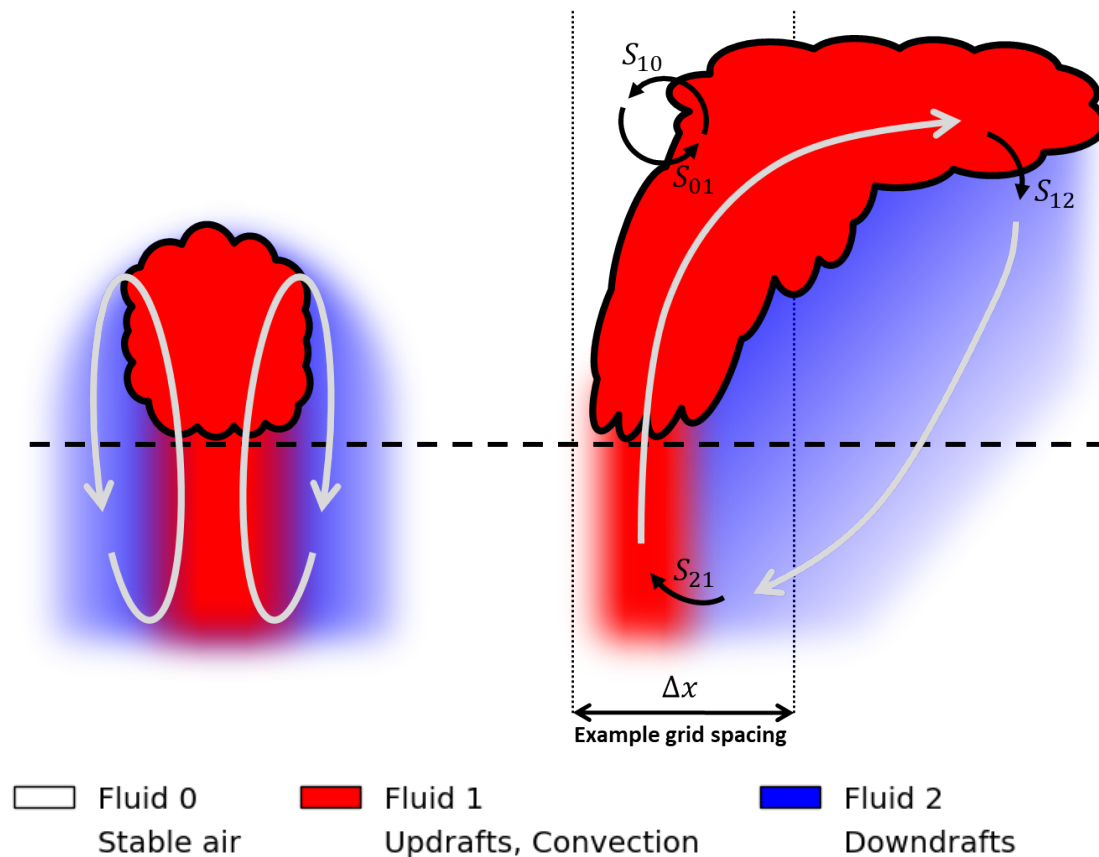 S₁₀
S₀₁
S₁₂
S₂₁
Δx
Example grid spacing
Fluid 0
Stable air
Fluid 1
Updrafts, Convection
Fluid 2
Downdrafts